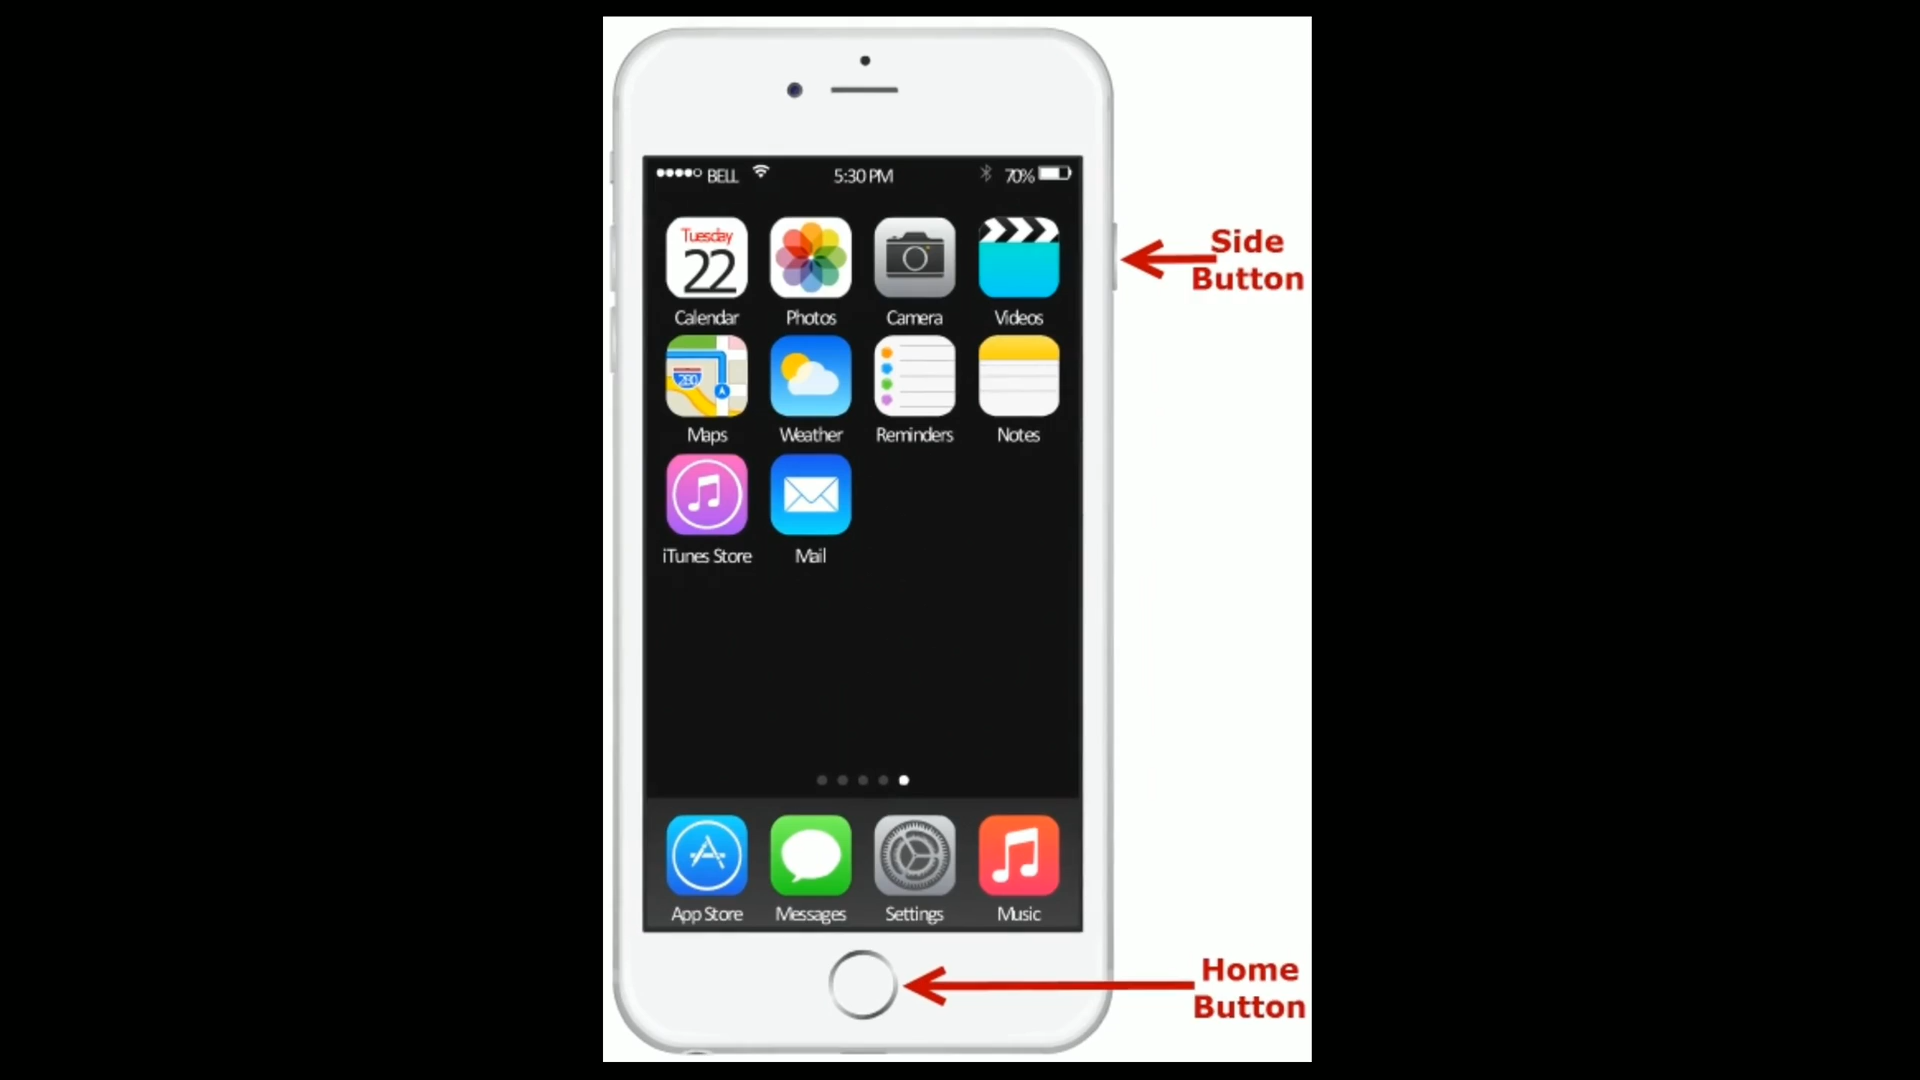 BELL 5:30 PM 70%
Tuesday
22
Calendar Photos Camera Videos
Side
Button
280
Maps Weather Reminders Notes
iTunes Store Mail
App Store Messages Settings Music
Home
Button